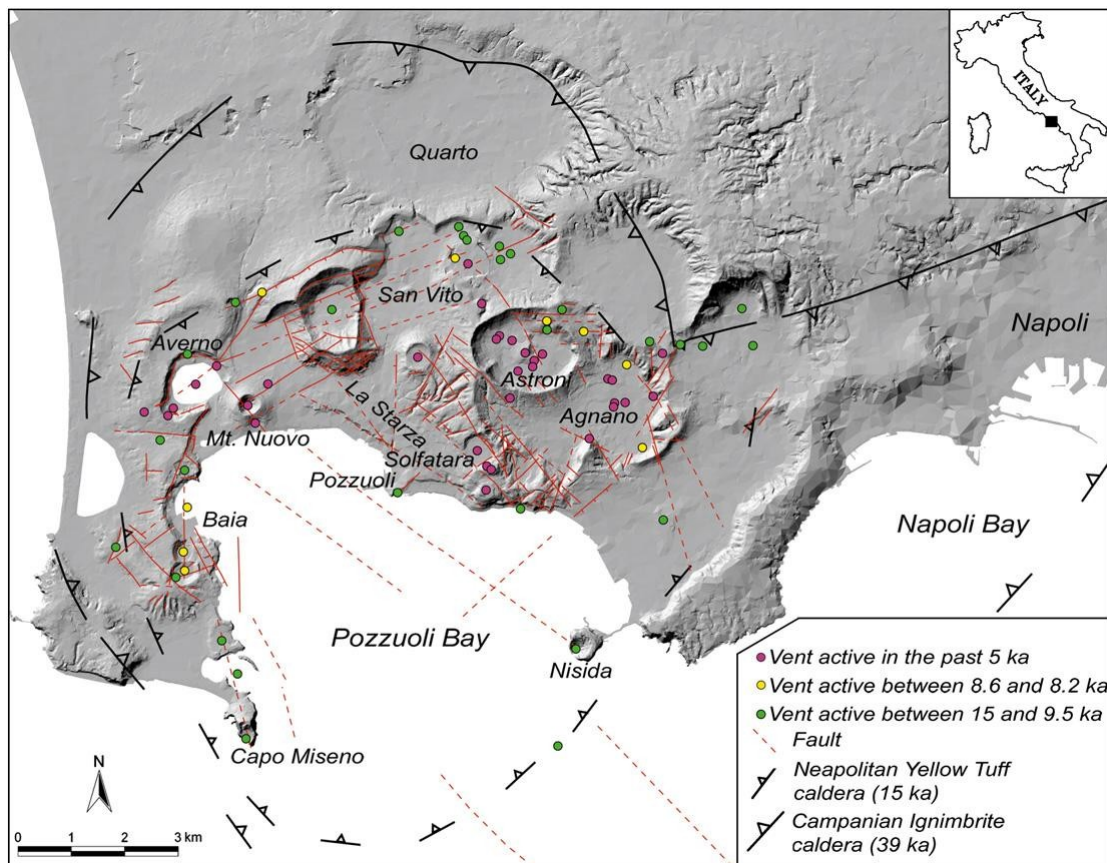 ITALY
Quarto
San Vito
Napoli
Averno
Astroni
Agnano
La Starza
Mt. Nuovo
Solfatara
Pozzuoli
Baia
Napoli Bay
Pozzuoli Bay
Nisida
Capo Miseno
Vent active in the past 5 ka
Vent active between 8.6 and 8.2 ka
Vent active between 15 and 9.5 ka
Fault
Neapolitan Yellow Tuff
caldera (15 ka)
Campanian Ignimbrite
caldera (39 ka)
N
0 1 2 3 km